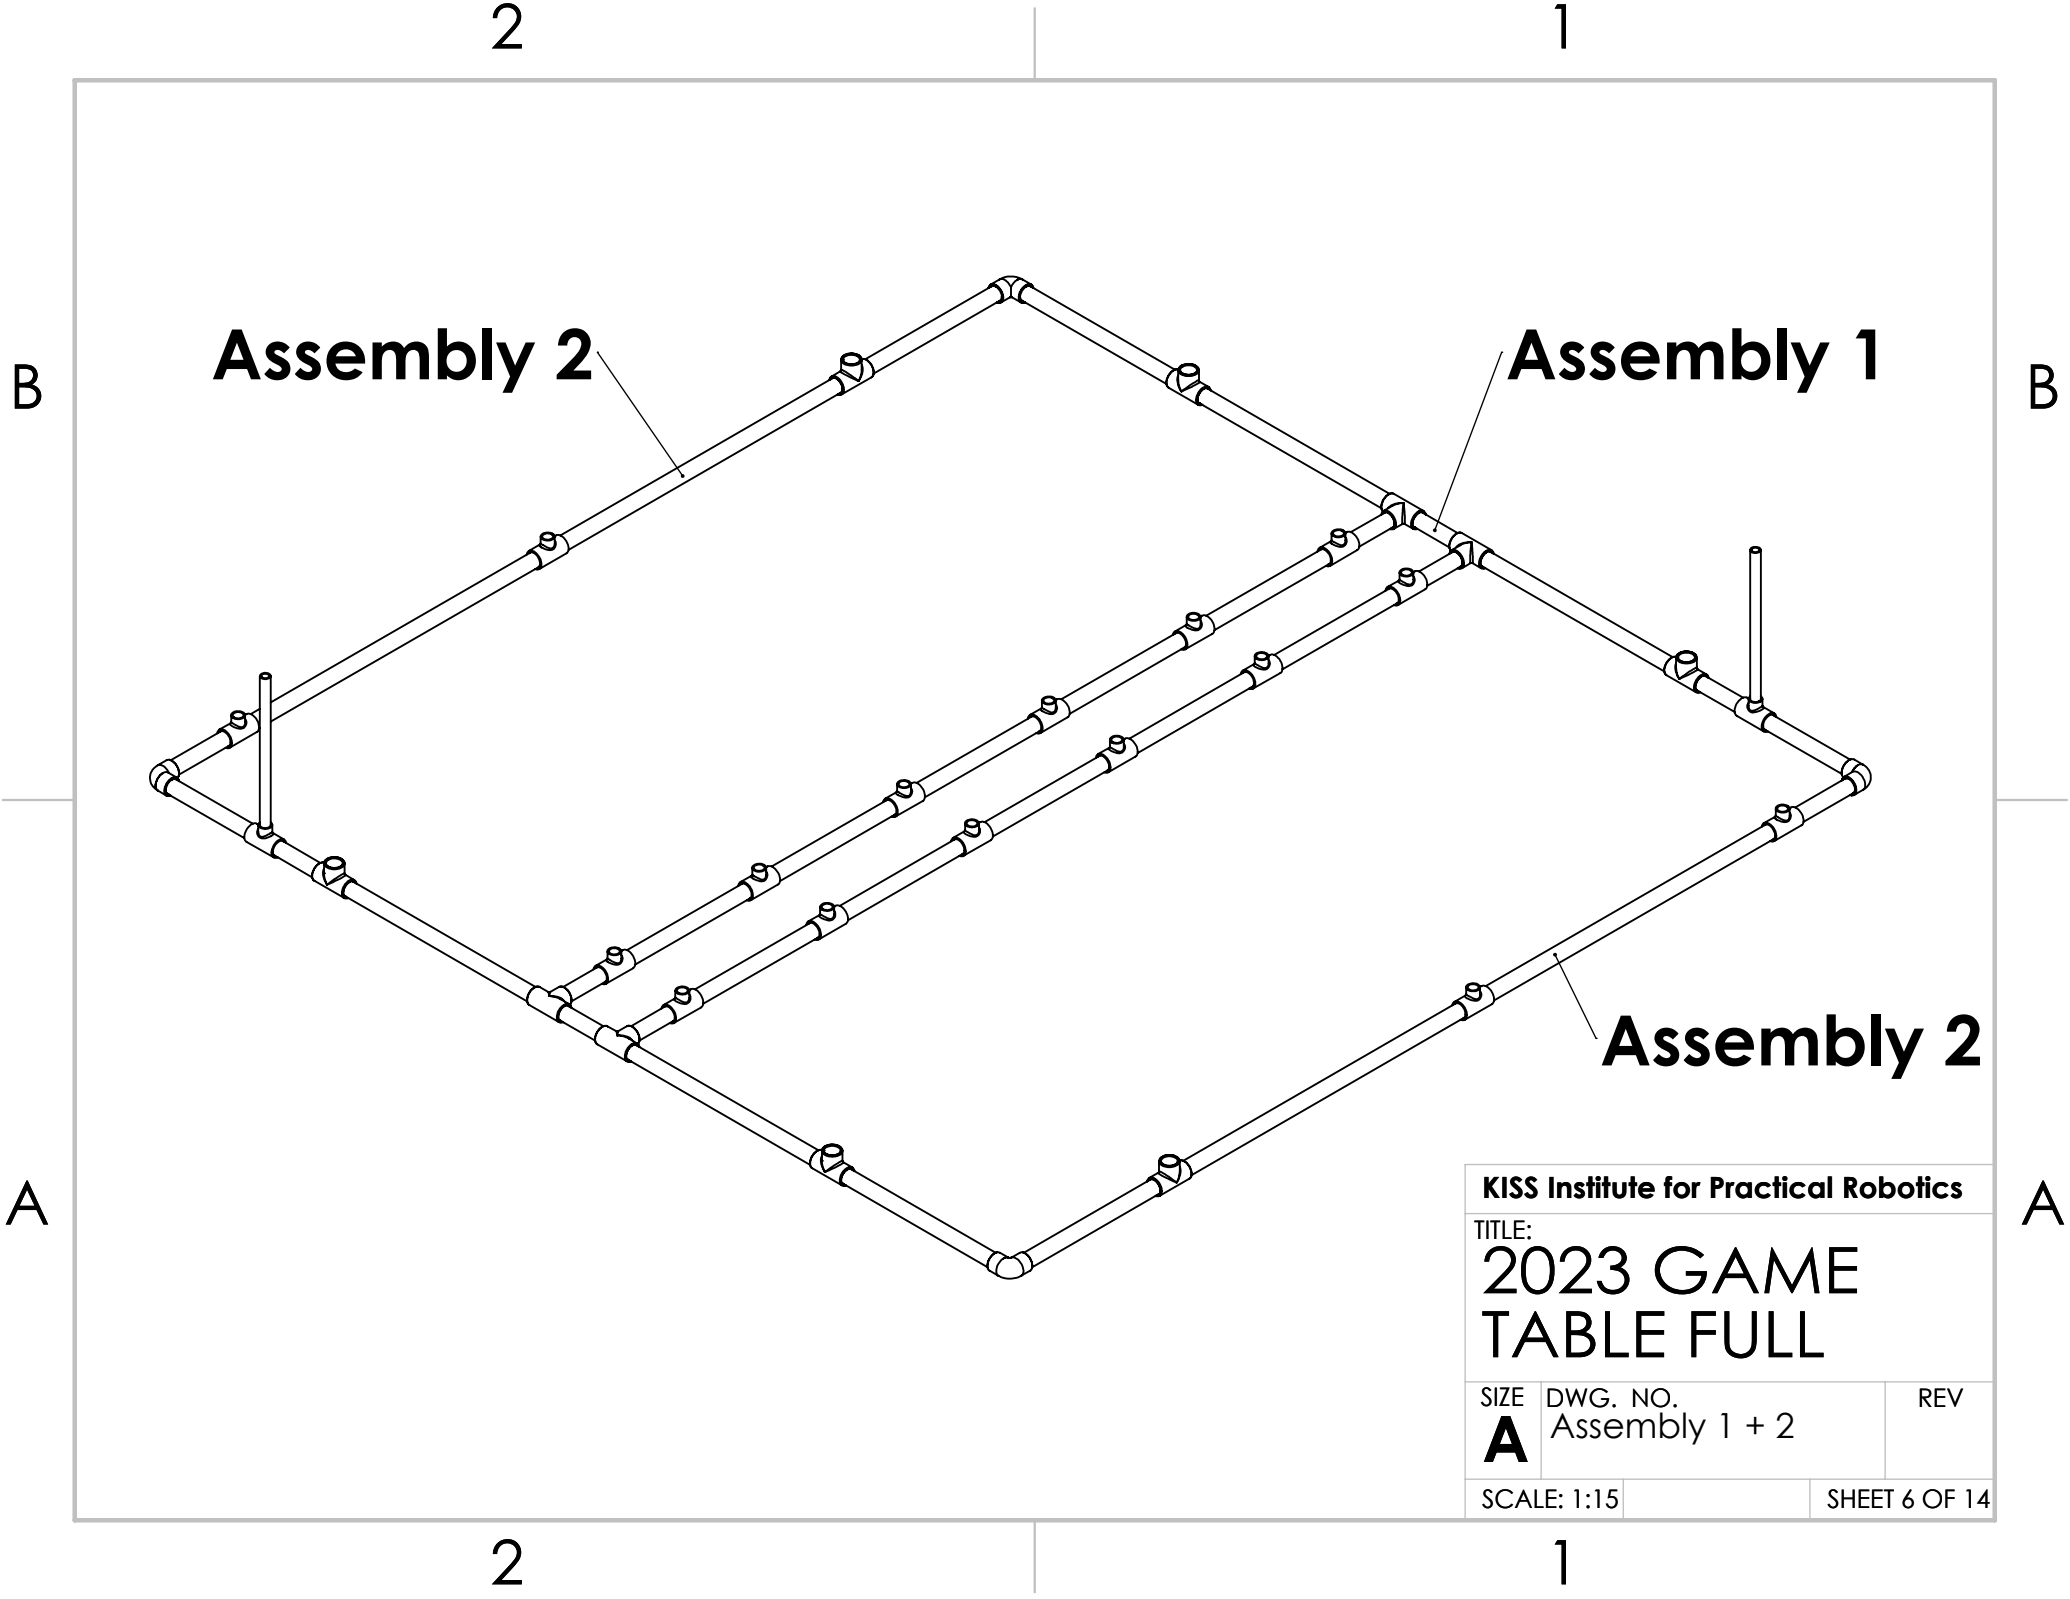 2 1
B B
Assembly 2
Assembly 1
Assembly 2
A A
KISS Institute for Practical Robotics
TITLE:
2023 GAME
TABLE FULL
SIZE DWG. NO. REV
A Assembly 1 + 2
SCALE: 1:15 SHEET 6 OF 14
2 1